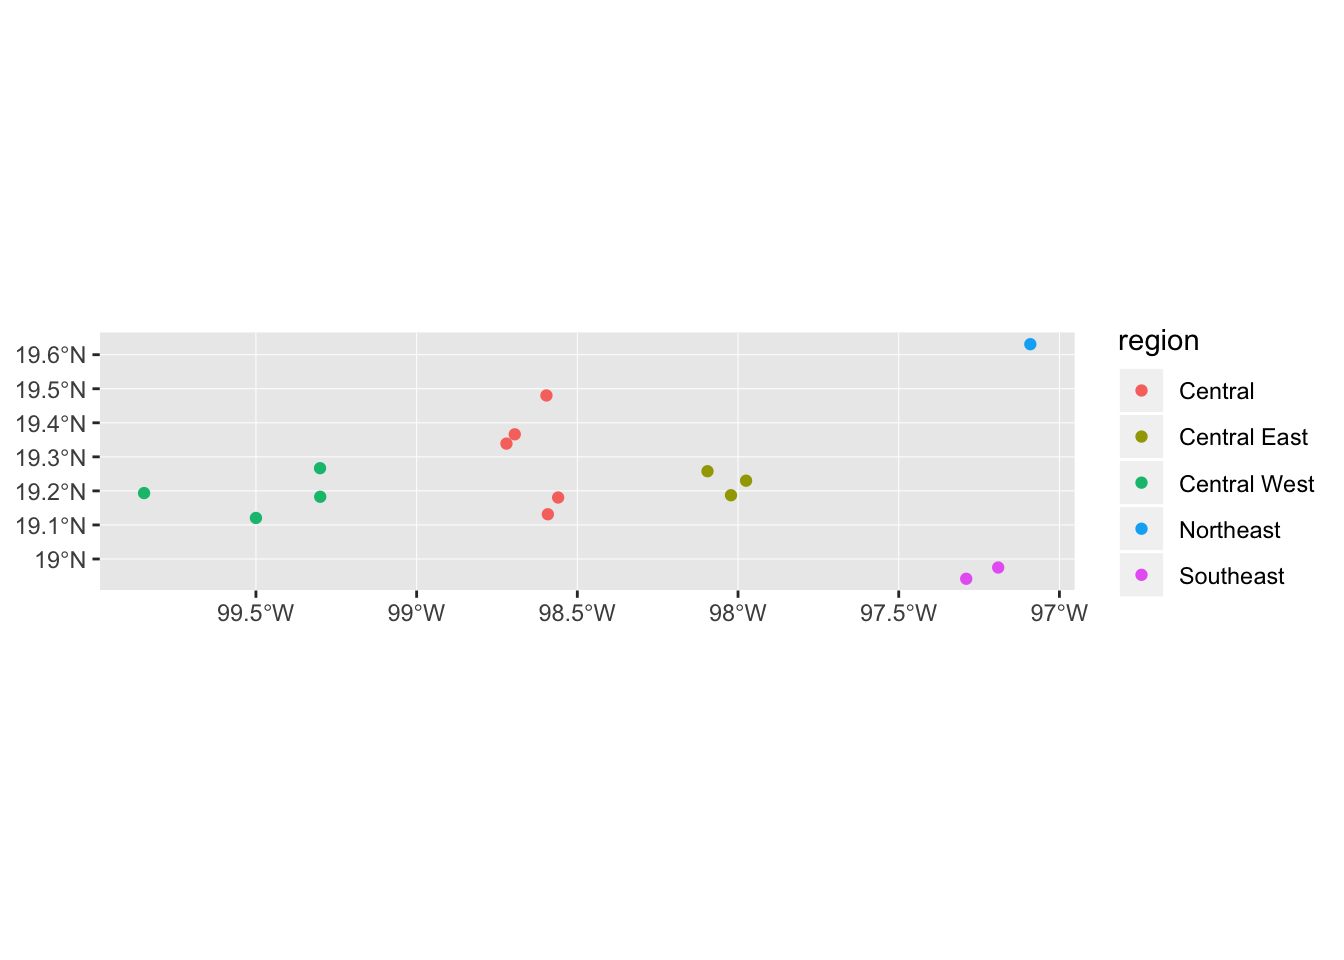 19.6°N
19.5°N
19.4°N
19.3°N
19.2°N
19.1°N
19°N
99.5°W
99°W
98.5°W
98°W
97.5°W
97°W
region
Central
Central East
Central West
Northeast
Southeast